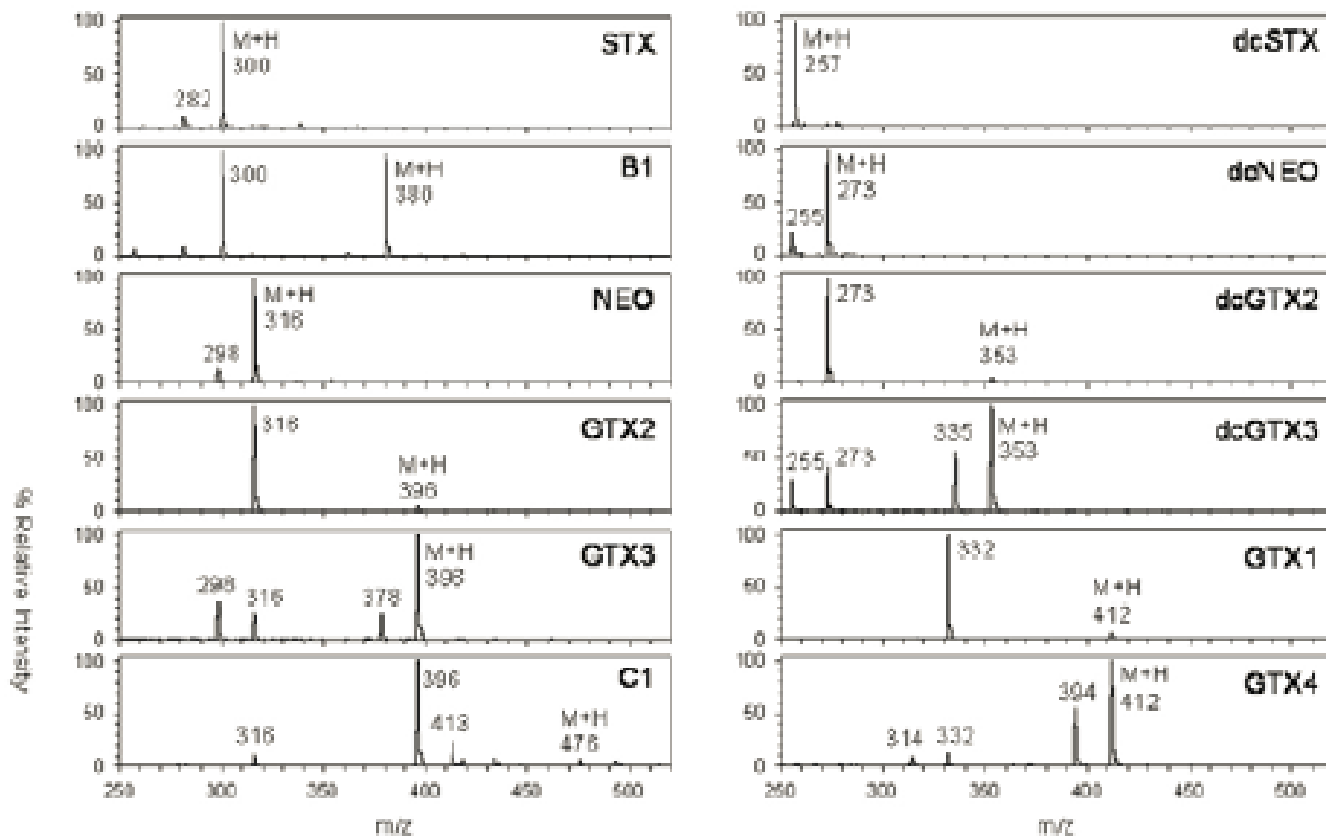 % Relative Intensity
100
50
0
M+H
300
282
STX
100
50
0
300
M+H
380
B1
100
50
0
M+H
316
298
NEO
100
50
0
316
M+H
396
GTX2
100
50
0
298
316
378
M+H
396
GTX3
100
50
0
316
396
413
M+H
476
C1
250
300
350
400
450
500
m/z
100
50
0
M+H
257
dcSTX
100
50
0
255
M+H
273
dcNEO
100
50
0
273
M+H
353
dcGTX2
100
50
0
255
273
335
M+H
353
dcGTX3
100
50
0
332
M+H
412
GTX1
100
50
0
314
332
394
M+H
412
GTX4
250
300
350
400
450
500
m/z